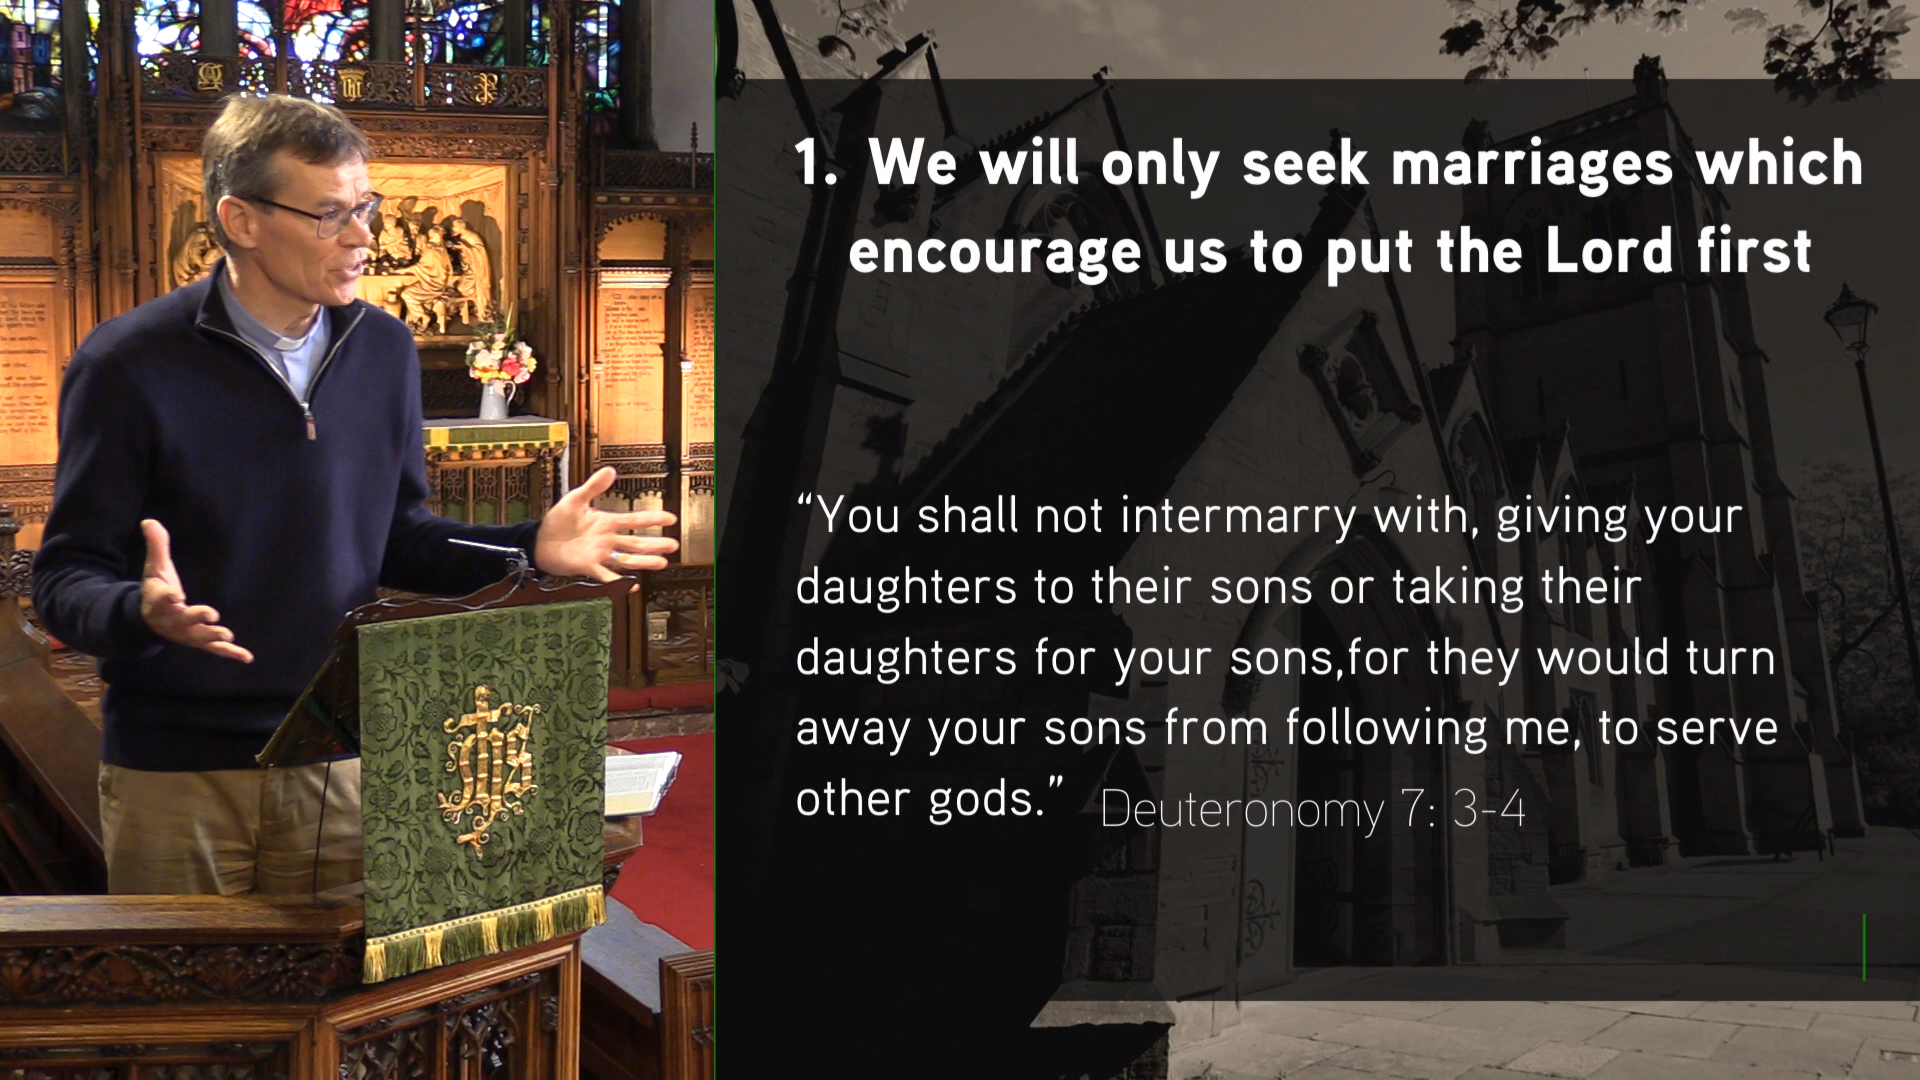 1. We will only seek marriages which
encourage us to put the Lord first
“You shall not intermarry with, giving your
daughters to their sons or taking their
daughters for your sons,for they would turn
away your sons from following me, to serve
other gods.” Deuteronomy 7: 3-4